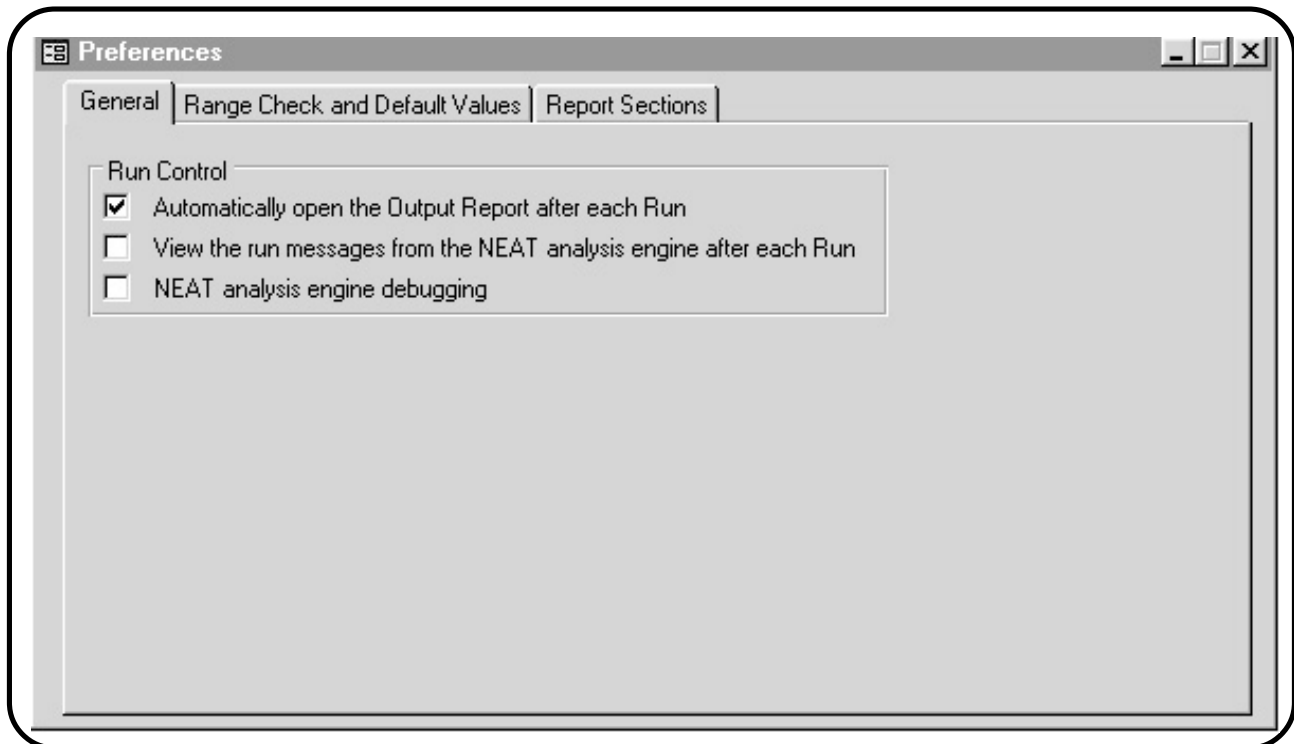 Preferences
General
Range Check and Default Values
Report Sections
Run Control
Automatically open the Output Report after each Run
View the run messages from the NEAT analysis engine after each Run
NEAT analysis engine debugging